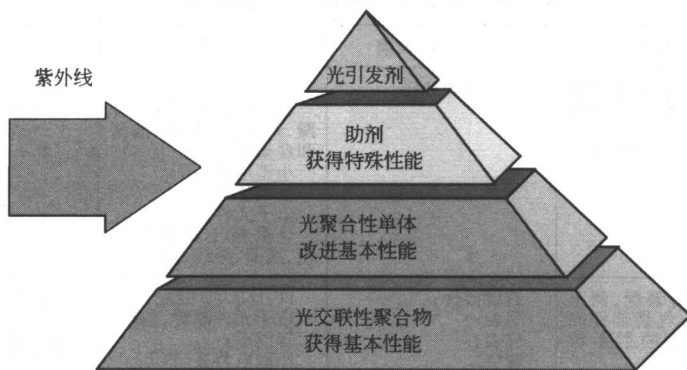 紫外线
光引发剂
助剂
获得特殊性能
光聚合性单体
改进基本性能
光交联性聚合物
获得基本性能